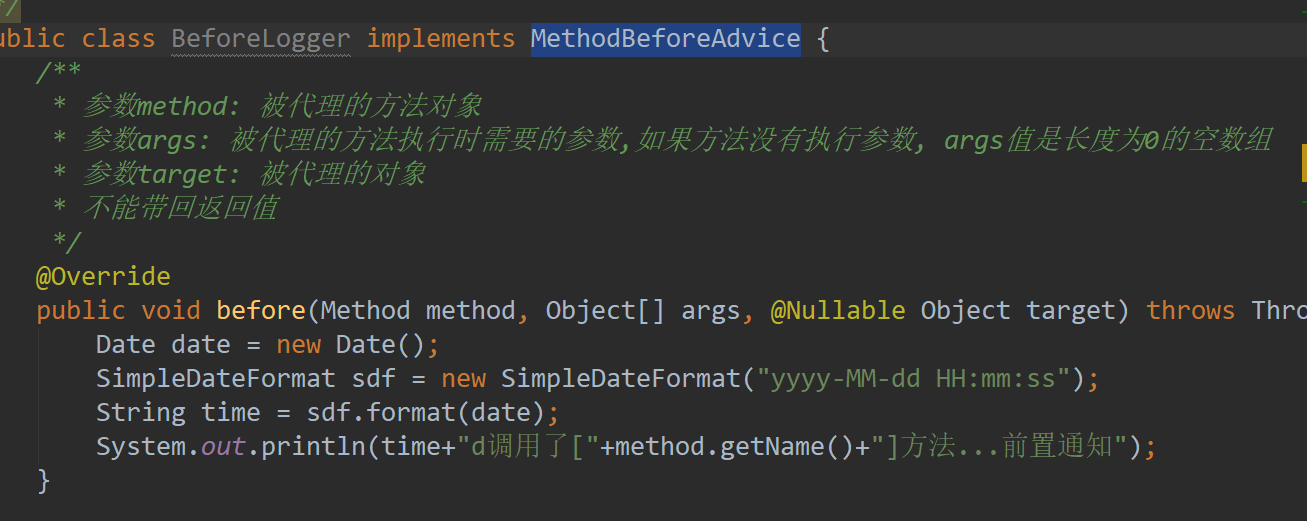 */
ublic class BeforeLogger implements MethodBeforeAdvice {
/**
* 参数method: 被代理的方法对象
* 参数args: 被代理的方法执行时需要的参数,如果方法没有执行参数, args值是长度为0的空数组
* 参数target: 被代理的对象
* 不能带回返回值
*/
@Override
public void before(Method method, Object[] args, @Nullable Object target) throws Thro
Date date = new Date();
SimpleDateFormat sdf = new SimpleDateFormat("yyyy-MM-dd HH:mm:ss");
String time = sdf.format(date);
System.out.println(time+"d调用了["+method.getName()+"]方法...前置通知");
}